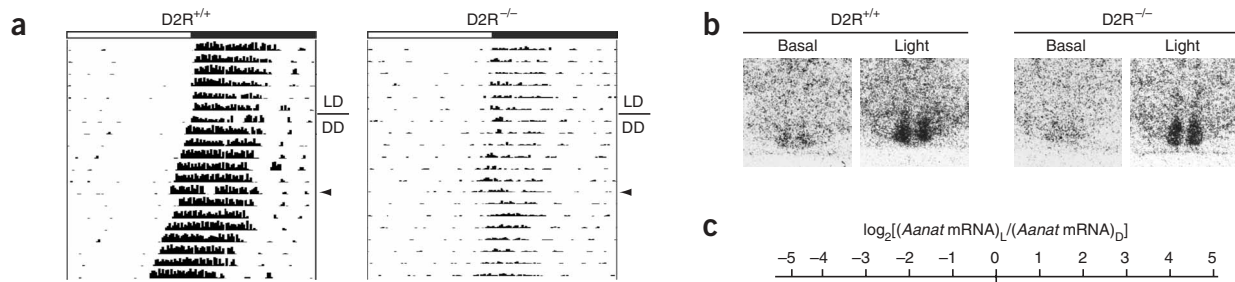 a
D2R+/+
D2R−/−
LD
DD
LD
DD
b
D2R+/+
D2R−/−
Basal
Light
Basal
Light
c
log2[(Aanat mRNA)L/(Aanat mRNA)D]
−5 −4 −3 −2 −1 0 1 2 3 4 5